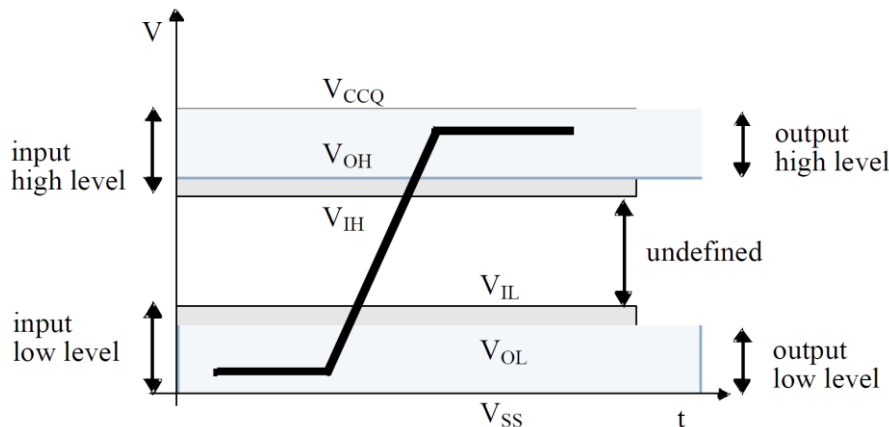 V
V_CCQ
input
high level
V_OH
output
high level
V_IH
undefined
V_IL
input
low level
V_OL
output
low level
V_SS
t